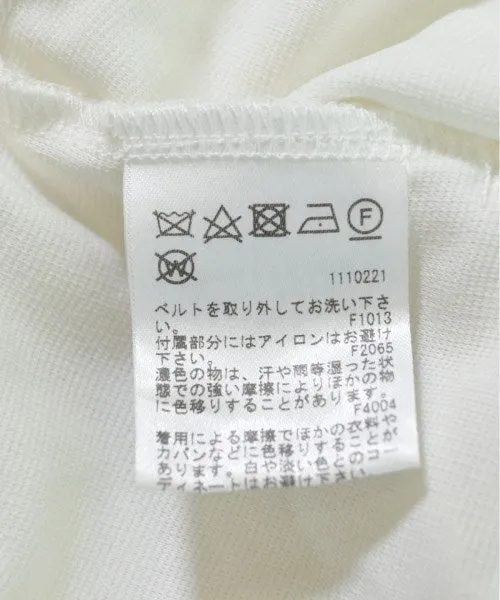 F
W
1110221
ベルトを取り外してお洗い下さ
い。
F1013
付属部分にはアイロンはお避け
下さい。
F2065
濃色の物は、汗や雨等湿った状
態での強い摩擦によりほかの物
に色移りすることがあります。
F4004
着用による摩擦でほかの衣料や
カバンなどに色移りすることが
あります。白や淡い色とのコー
ディネートはお避け下さい。